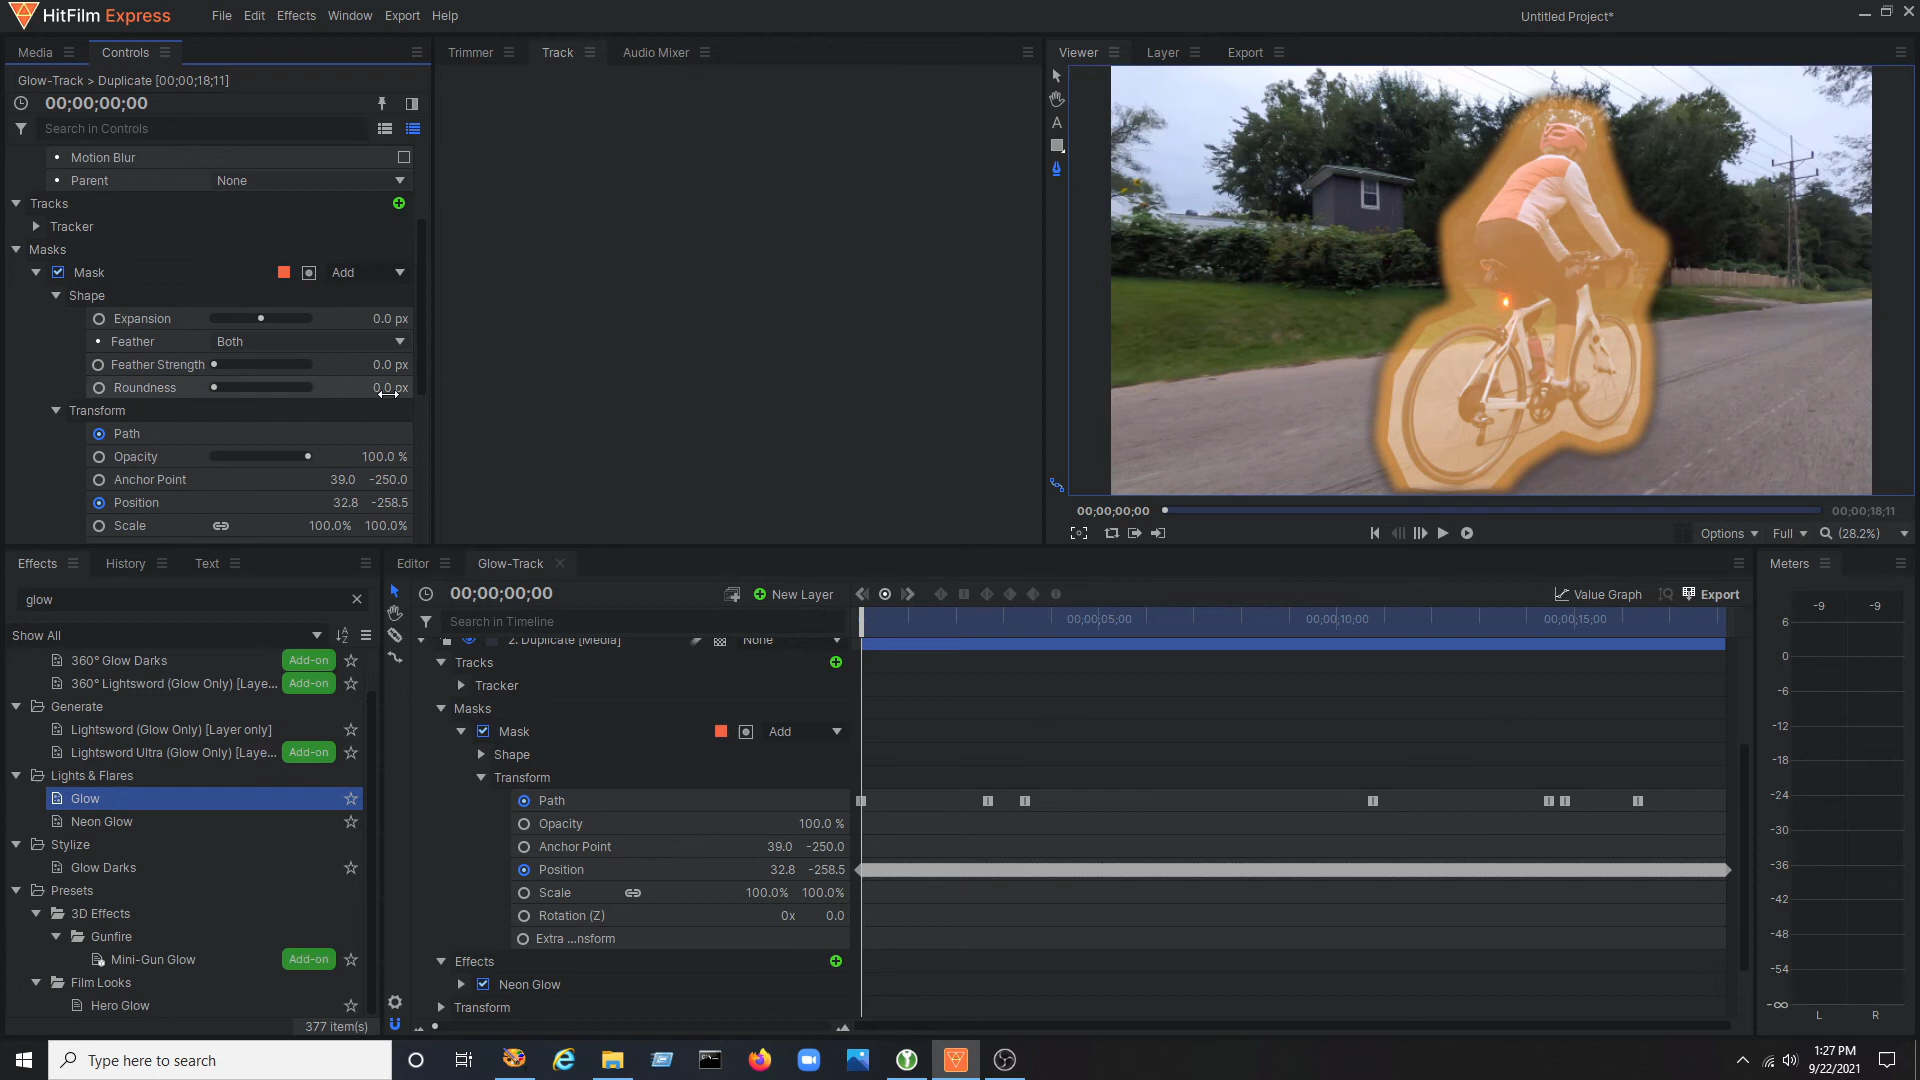 HitFilm Express
File Edit Effects Window Export Help
Untitled Project*
Media Controls
Trimmer Track Audio Mixer
Viewer Layer Export
Glow-Track > Duplicate [00;00;18;11]
00;00;00;00
Search in Controls
Motion Blur
Parent None
Tracks
Tracker
Masks
Mask Add
Shape
Expansion 0.0 px
Feather Both
Feather Strength 0.0 px
Roundness 0.0 px
Transform
Path
Opacity 100.0 %
Anchor Point 39.0 -250.0
Position 32.8 -258.5
Scale 100.0% 100.0%
00;00;00;00 00;00;18;11
Options Full (28.2%)
Effects History Text
glow
Show All
360° Glow Darks Add-on
360° Lightsword (Glow Only) [Laye... Add-on
Generate
Lightsword (Glow Only) [Layer only]
Lightsword Ultra (Glow Only) [Laye... Add-on
Lights & Flares
Glow
Neon Glow
Stylize
Glow Darks
Presets
3D Effects
Gunfire
Mini-Gun Glow Add-on
Film Looks
Hero Glow
377 item(s)
Editor Glow-Track
00;00;00;00 New Layer
Value Graph Export
Search in Timeline
00;00;05;00 00;00;10;00 00;00;15;00
2. Duplicate [Media] None
Tracks
Tracker
Masks
Mask Add
Shape
Transform
Path
Opacity 100.0 %
Anchor Point 39.0 -250.0
Position 32.8 -258.5
Scale 100.0% 100.0%
Rotation (Z) 0x 0.0
Extra ...nsform
Effects
Neon Glow
Transform
Meters
-9 -9
6
0
-6
-12
-18
-24
-30
-36
-42
-48
-54
-∞
L R
Type here to search
1:27 PM
9/22/2021